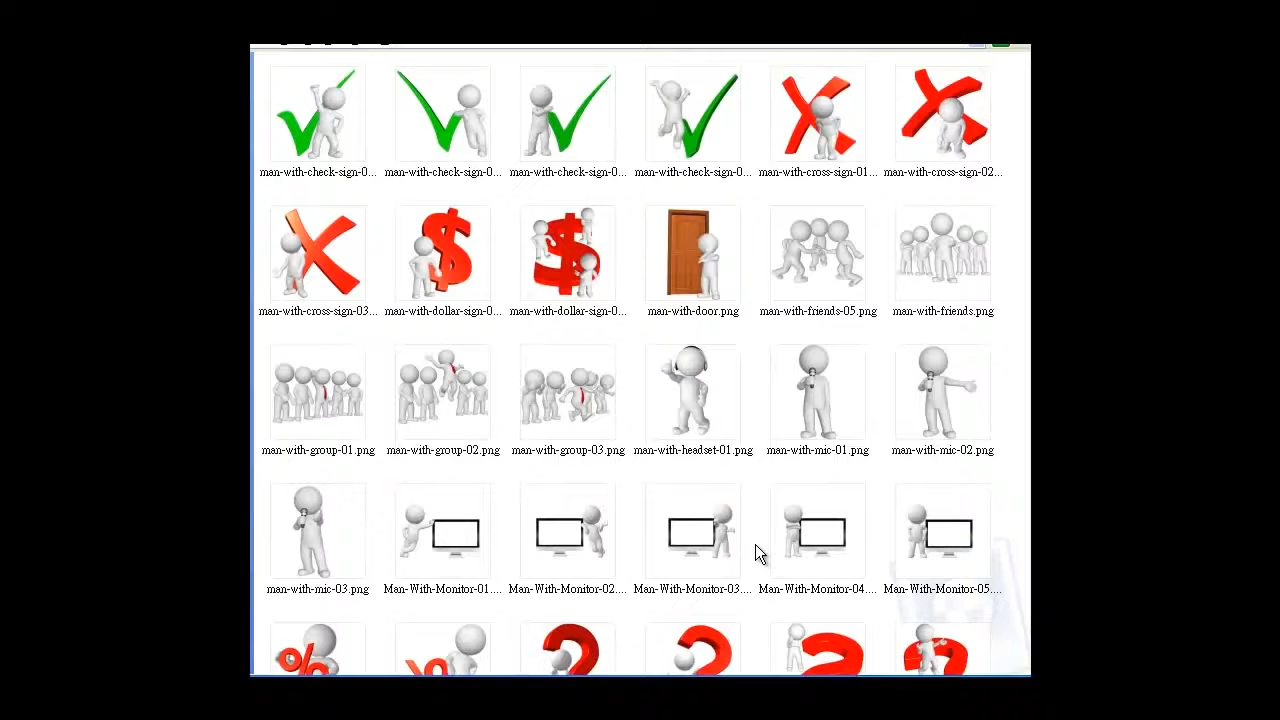 man-with-check-sign-0...
man-with-check-sign-0...
man-with-check-sign-0...
man-with-check-sign-0...
man-with-cross-sign-01...
man-with-cross-sign-02...
man-with-cross-sign-03...
man-with-dollar-sign-0...
man-with-dollar-sign-0...
man-with-door.png
man-with-friends-05.png
man-with-friends.png
man-with-group-01.png
man-with-group-02.png
man-with-group-03.png
man-with-headset-01.png
man-with-mic-01.png
man-with-mic-02.png
man-with-mic-03.png
Man-With-Monitor-01....
Man-With-Monitor-02....
Man-With-Monitor-03....
Man-With-Monitor-04....
Man-With-Monitor-05....